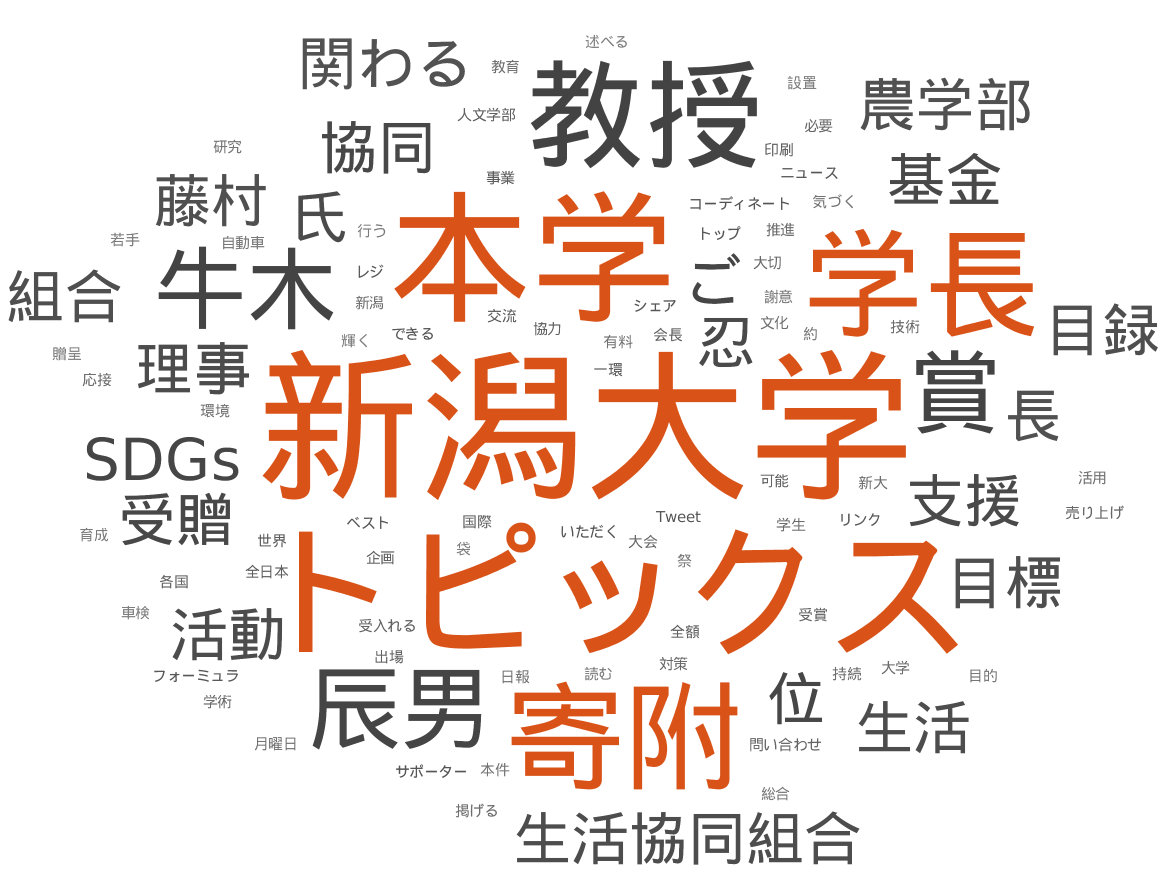 述べる
関わる
教育
教授
設置
農学部
人文学部
協同
必要
研究
印刷
ニュース
基金
藤村
事業
氏
本学
コーディネート
気づく
若手
自動車
行う
トップ
推進
学長
牛木
組合
レジ
ご
大切
新潟
シェア
謝意
目録
交流
忍
文化
技術
輝く
できる
協力
有料
会長
約
贈呈
理事
新潟大学
一環
賞
応接
環境
長
SDGs
可能
新大
支援
活用
受贈
ベスト
国際
いただく
Tweet
学生
リンク
売り上げ
育成
世界
トピックス
袋
大会
企画
全日本
祭
目標
各国
車検
活動
受入れる
受賞
全額
出場
フォーミュラ
辰男
日報
読む
対策
持続
大学
目的
学術
寄附
位
生活
月曜日
問い合わせ
サポーター
本件
掲げる
総合
生活協同組合